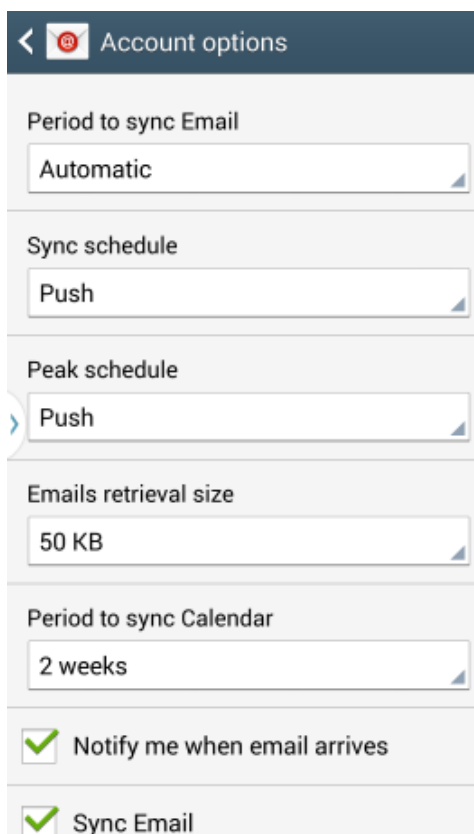 Account options
Period to sync Email
Automatic
Sync schedule
Push
Peak schedule
Push
Emails retrieval size
50 KB
Period to sync Calendar
2 weeks
Notify me when email arrives
Sync Email